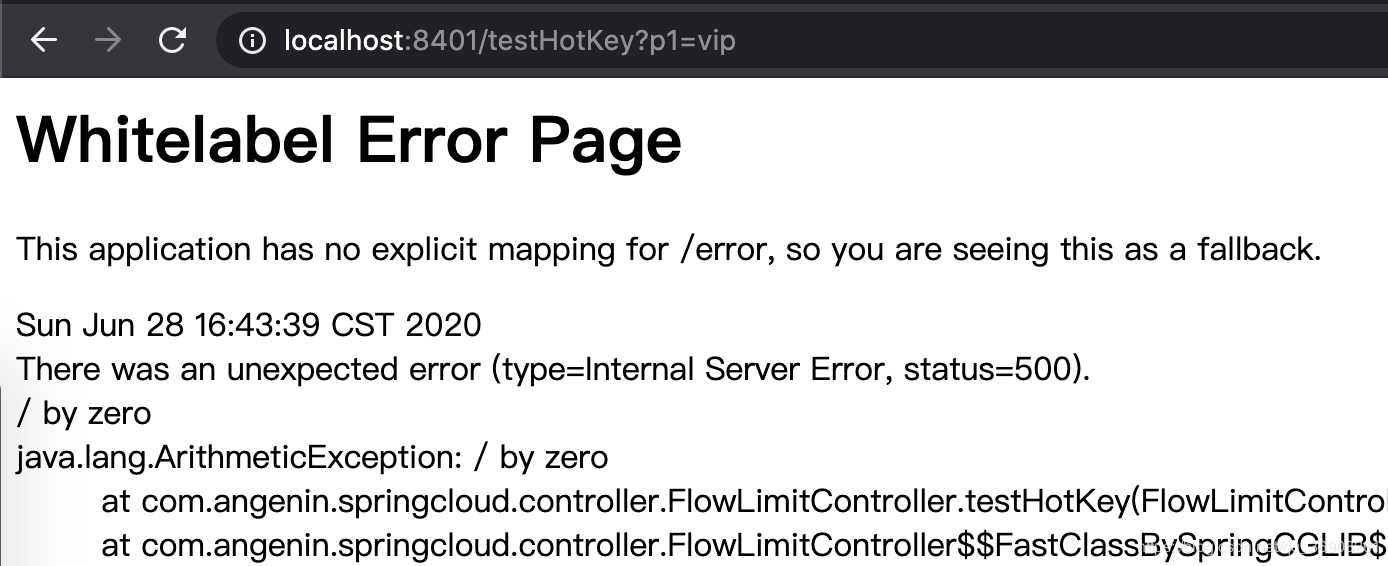 localhost:8401/testHotKey?p1=vip
Whitelabel Error Page
This application has no explicit mapping for /error, so you are seeing this as a fallback.
Sun Jun 28 16:43:39 CST 2020
There was an unexpected error (type=Internal Server Error, status=500).
/ by zero
java.lang.ArithmeticException: / by zero
at com.angenin.springcloud.controller.FlowLimitController.testHotKey(FlowLimitControl
at com.angenin.springcloud.controller.FlowLimitController$$FastClassBySpringCGLIB$